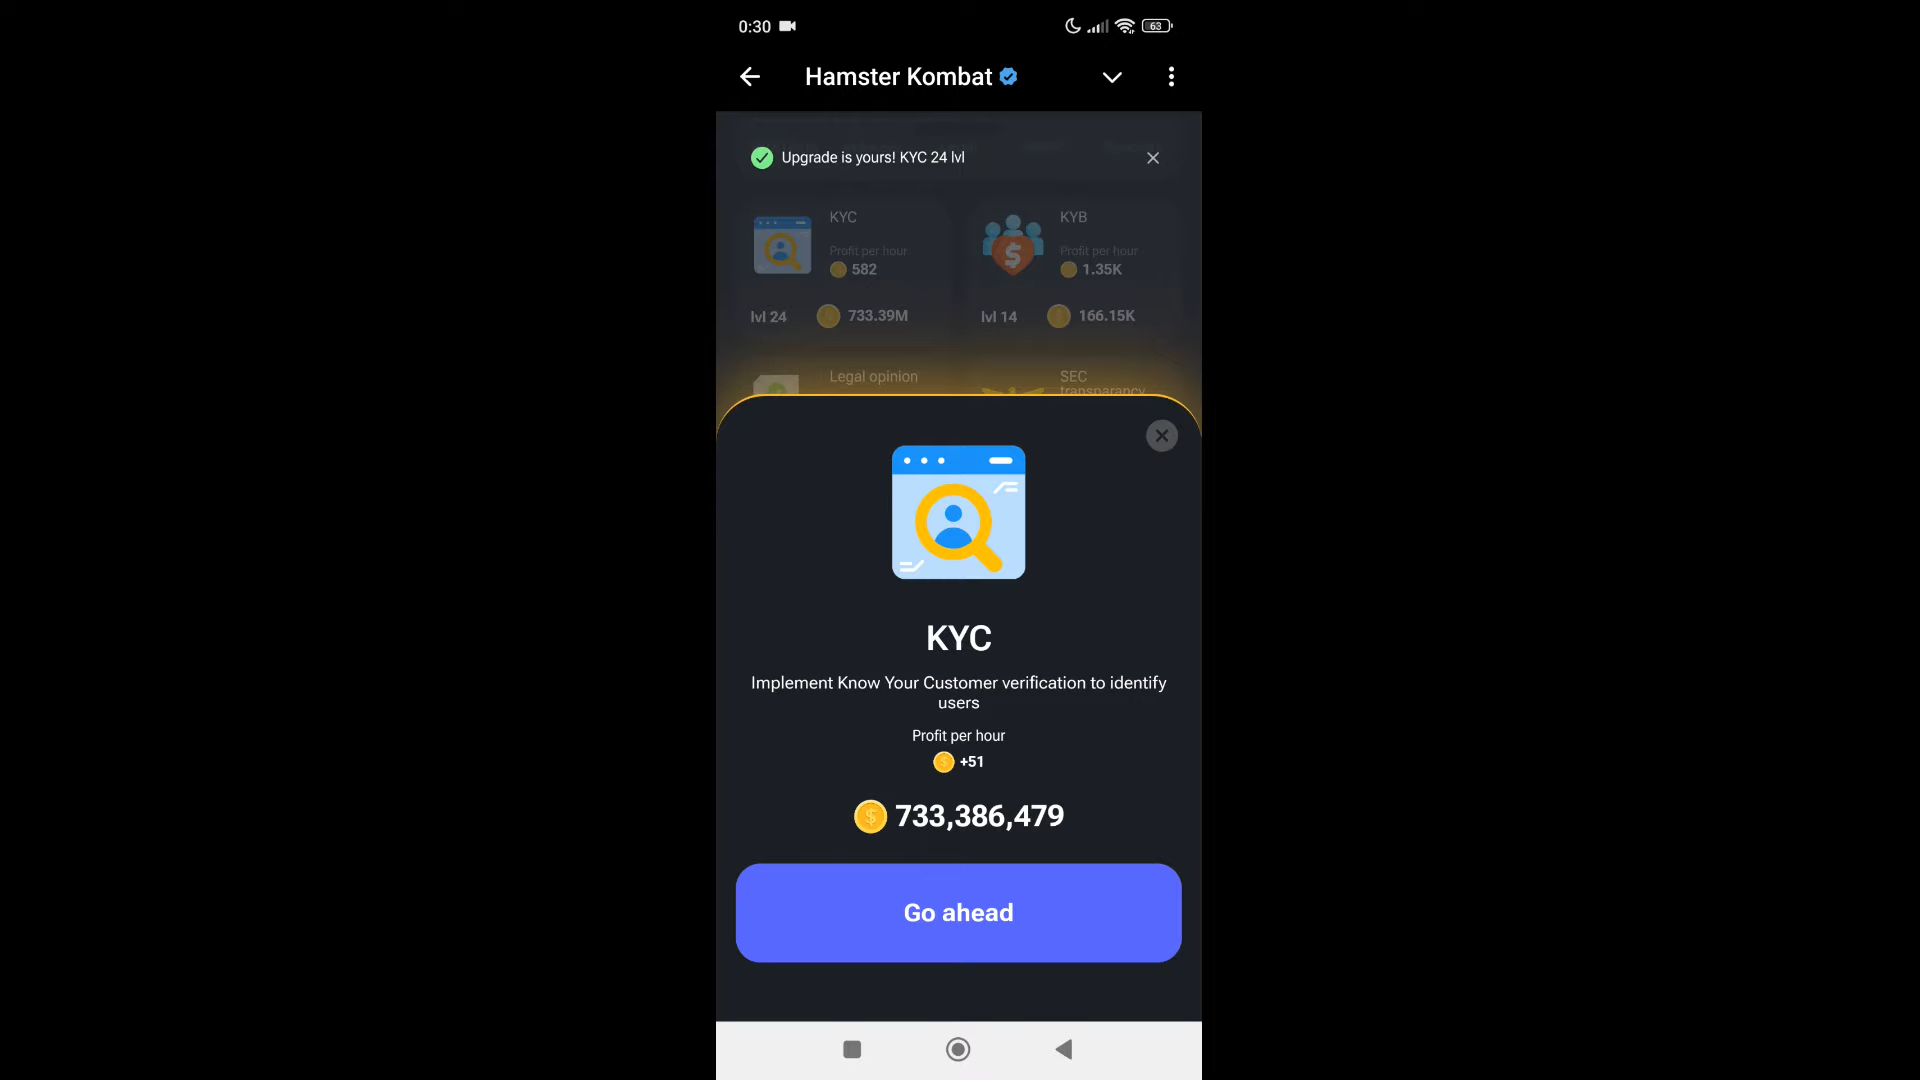 0:30
63
Hamster Kombat
Upgrade is yours! KYC 24 lvl
KYC
Profit per hour
582
lvl 24
733.39M
KYB
Profit per hour
1.35K
lvl 14
166.15K
Legal opinion
SEC
transparancy
KYC
Implement Know Your Customer verification to identify
users
Profit per hour
+51
733,386,479
Go ahead